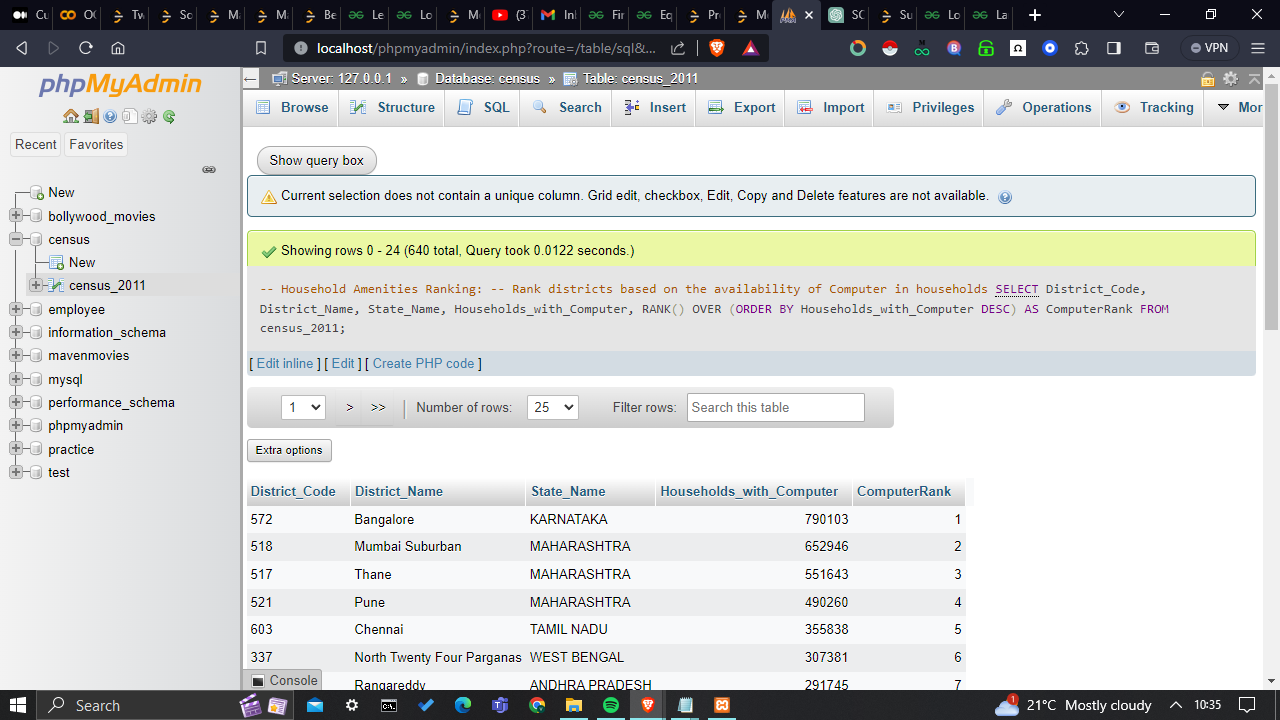 Cu
OC
Tw
Sc
Ma
Ma
Be
Le
Lo
(3
Inl
Fir
Eq
Pr
SC
Su
Lo
La
localhost/phpmyadmin/index.php?route=/table/sql&...
VPN
phpMyAdmin
Recent
Favorites
New
bollywood_movies
census
New
census_2011
employee
information_schema
mavenmovies
mysql
performance_schema
phpmyadmin
practice
test
Server: 127.0.0.1 » Database: census » Table: census_2011
Browse Structure SQL Search Insert Export Import Privileges Operations Tracking Mor
Show query box
Current selection does not contain a unique column. Grid edit, checkbox, Edit, Copy and Delete features are not available.
Showing rows 0 - 24 (640 total, Query took 0.0122 seconds.)
-- Household Amenities Ranking: -- Rank districts based on the availability of Computer in households SELECT District_Code,
District_Name, State_Name, Households_with_Computer, RANK() OVER (ORDER BY Households_with_Computer DESC) AS ComputerRank FROM
census_2011;
[ Edit inline ] [ Edit ] [ Create PHP code ]
1 > >> | Number of rows: 25 Filter rows: Search this table
Extra options
District_Code District_Name State_Name Households_with_Computer ComputerRank
572 Bangalore KARNATAKA 790103 1
518 Mumbai Suburban MAHARASHTRA 652946 2
517 Thane MAHARASHTRA 551643 3
521 Pune MAHARASHTRA 490260 4
603 Chennai TAMIL NADU 355838 5
337 North Twenty Four Parganas WEST BENGAL 307381 6
Rangareddy ANDHRA PRADESH 291745 7
Console
Search
1
21°C Mostly cloudy
10:35